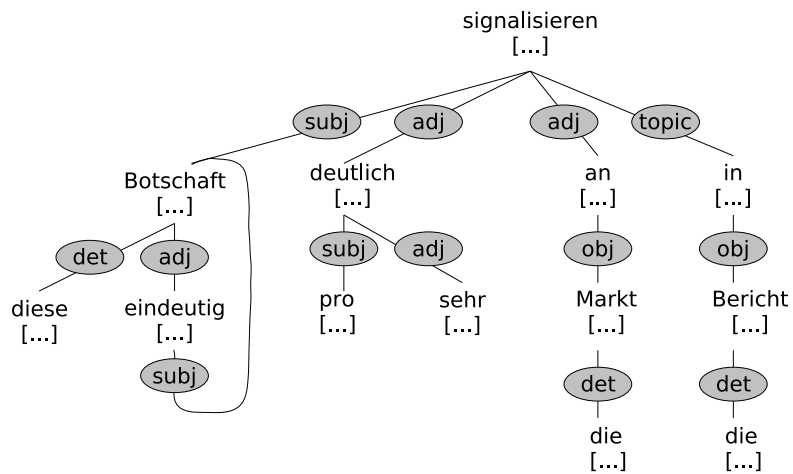 signalisieren
[...]
subj adj adj topic
Botschaft deutlich an in
[...] [...] [...] [...]
det adj subj adj obj obj
diese eindeutig pro sehr Markt Bericht
[...] [...] [...] [...] [...] [...]
subj det det
die die
[...] [...]